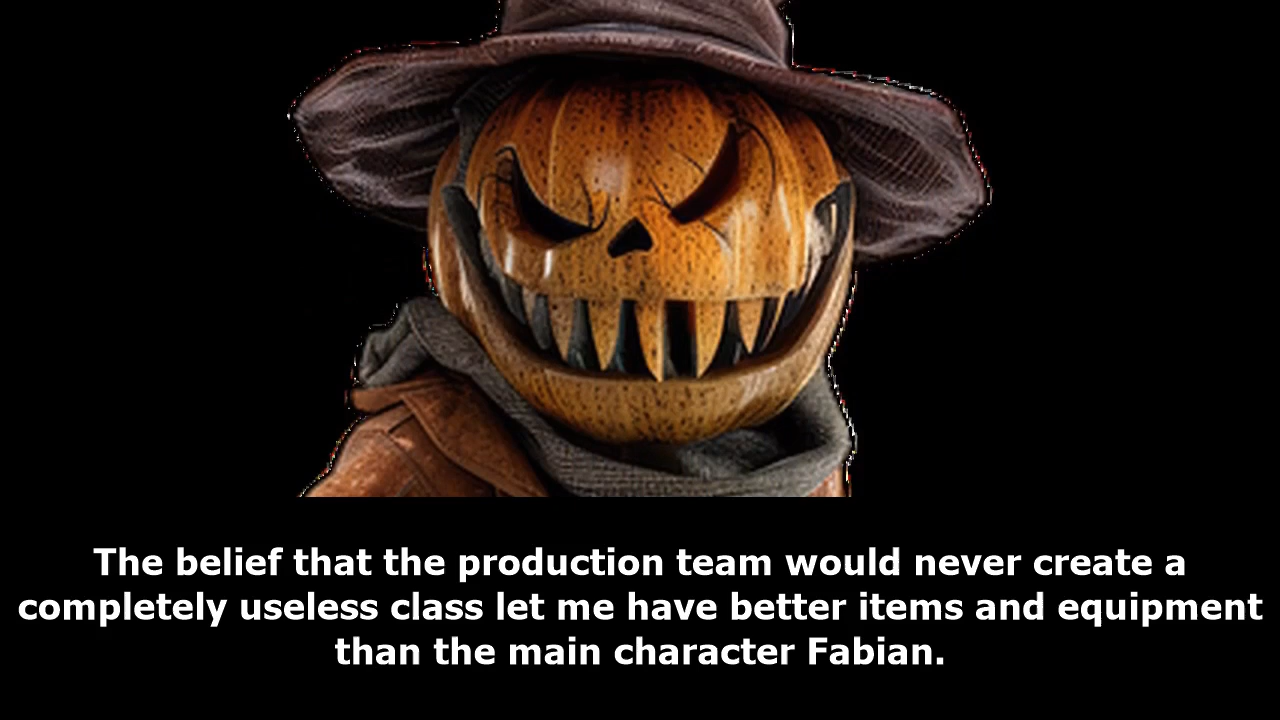 The belief that the production team would never create a
completely useless class let me have better items and equipment
than the main character Fabian.